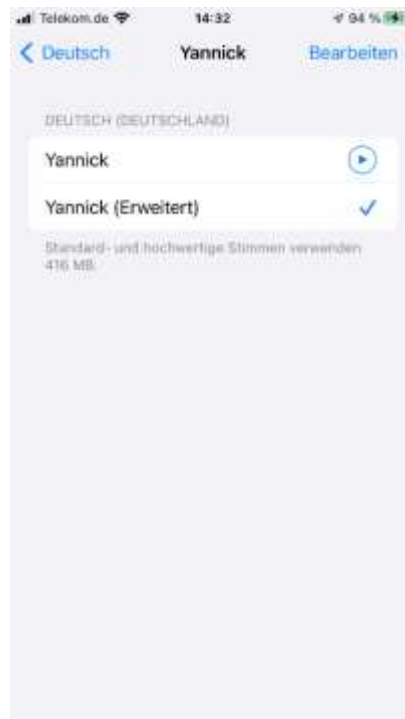 Telekom.de 14:32 94 %
Deutsch Yannick Bearbeiten
DEUTSCH (DEUTSCHLAND)
Yannick
Yannick (Erweitert)
Standard- und hochwertige Stimmen verwenden
416 MB.